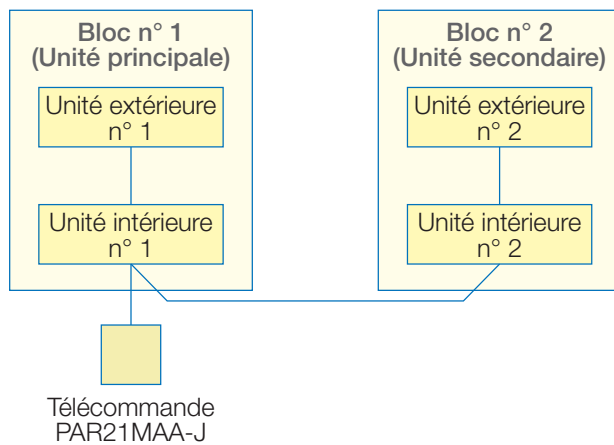 Bloc n° 1
(Unité principale)
Unité extérieure
n° 1
Unité intérieure
n° 1
Bloc n° 2
(Unité secondaire)
Unité extérieure
n° 2
Unité intérieure
n° 2
Télécommande
PAR21MAA-J